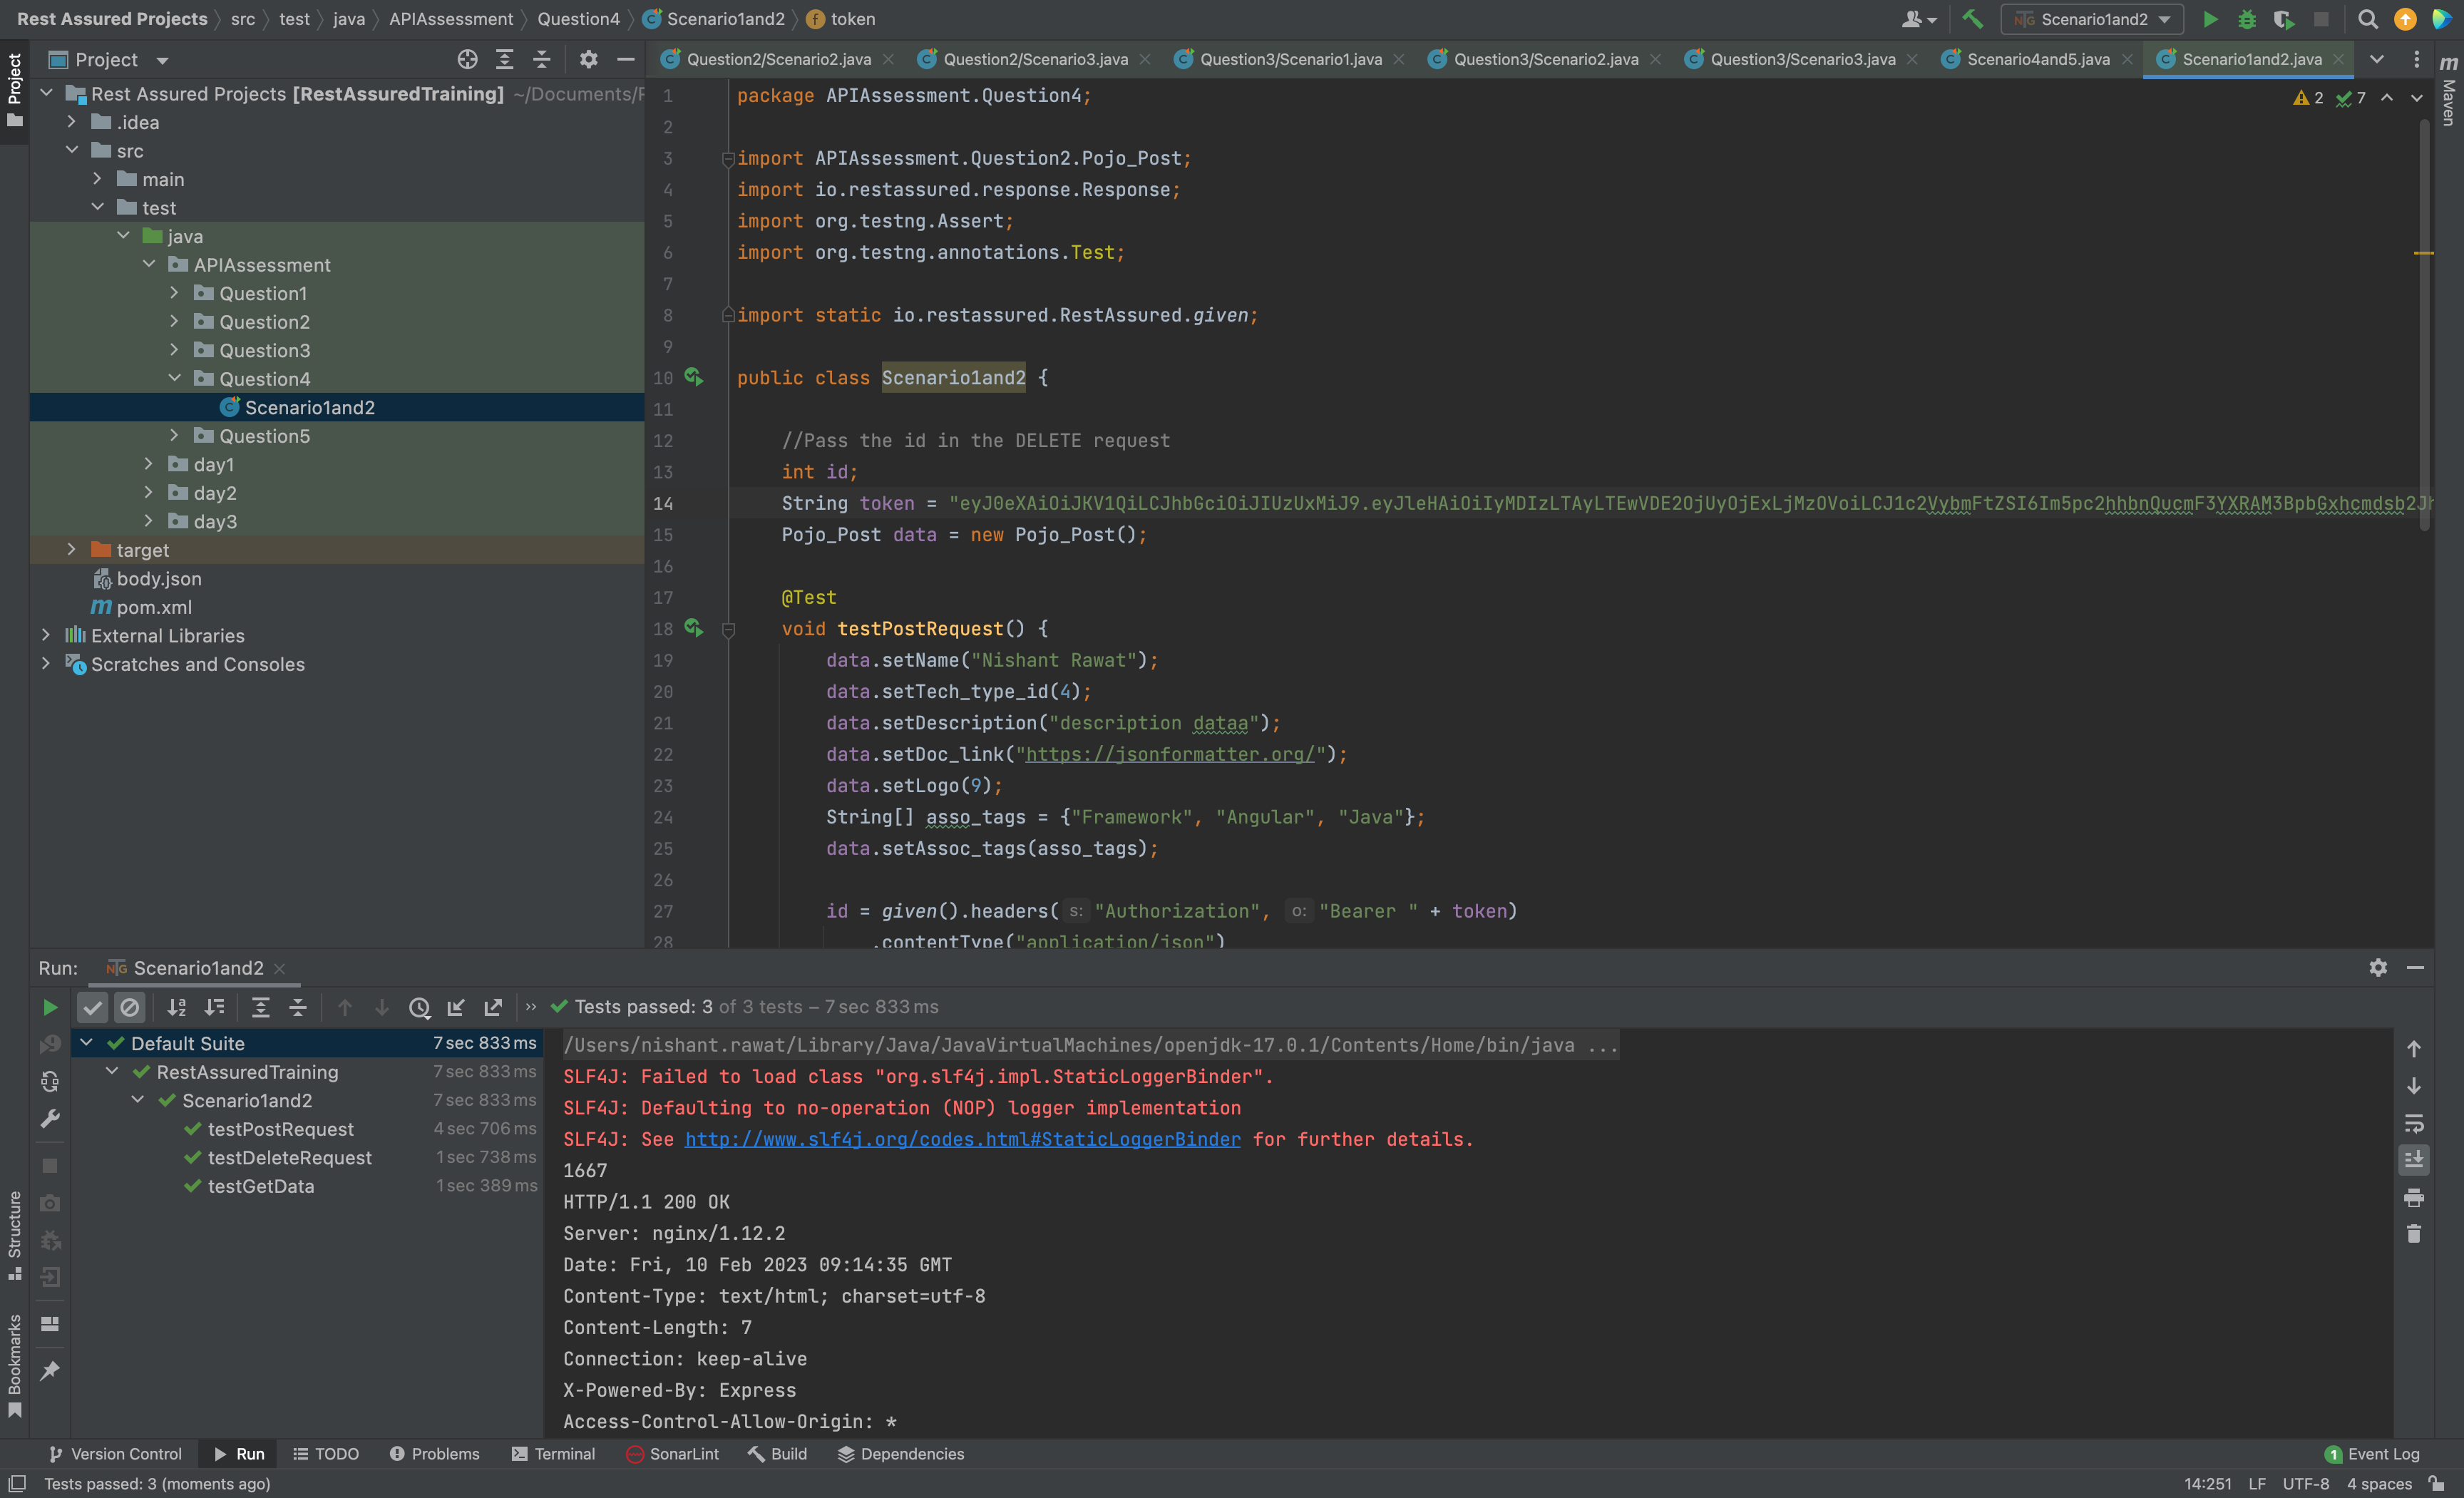 Rest Assured Projects src test java APIAssessment Question4 Scenario1and2 token
Scenario1and2
Project
Question2/Scenario2.java Question2/Scenario3.java Question3/Scenario1.java Question3/Scenario2.java Question3/Scenario3.java Scenario4and5.java Scenario1and2.java
Project
Maven
Rest Assured Projects [RestAssuredTraining] ~/Documents/
.idea
src
main
test
java
APIAssessment
Question1
Question2
Question3
Question4
Scenario1and2
Question5
day1
day2
day3
target
body.json
pom.xml
External Libraries
Scratches and Consoles
2 7
1 package APIAssessment.Question4;
2
3 import APIAssessment.Question2.Pojo_Post;
4 import io.restassured.response.Response;
5 import org.testng.Assert;
6 import org.testng.annotations.Test;
7
8 import static io.restassured.RestAssured.given;
9
10 public class Scenario1and2 {
11
12 //Pass the id in the DELETE request
13 int id;
14 String token = "
15 Pojo_Post data = new Pojo_Post();
16
17 @Test
18 void testPostRequest() {
19 data.setName("Nishant Rawat");
20 data.setTech_type_id(4);
21 data.setDescription("description dataa");
22 data.setDoc_link("https://jsonformatter.org/");
23 data.setLogo(9);
24 String[] asso_tags = {"Framework", "Angular", "Java"};
25 data.setAssoc_tags(asso_tags);
26
27 id = given().headers( s: "Authorization", o: "Bearer " + token)
28 .contentType("application/json")
Run: Scenario1and2
Tests passed: 3 of 3 tests – 7 sec 833 ms
Default Suite 7 sec 833 ms
RestAssuredTraining 7 sec 833 ms
Scenario1and2 7 sec 833 ms
testPostRequest 4 sec 706 ms
testDeleteRequest 1 sec 738 ms
testGetData 1 sec 389 ms
/Users/nishant.rawat/Library/Java/JavaVirtualMachines/openjdk-17.0.1/Contents/Home/bin/java ...
SLF4J: Failed to load class "org.slf4j.impl.StaticLoggerBinder".
SLF4J: Defaulting to no-operation (NOP) logger implementation
SLF4J: See http://www.slf4j.org/codes.html#StaticLoggerBinder for further details.
1667
HTTP/1.1 200 OK
Server: nginx/1.12.2
Date: Fri, 10 Feb 2023 09:14:35 GMT
Content-Type: text/html; charset=utf-8
Content-Length: 7
Connection: keep-alive
X-Powered-By: Express
Access-Control-Allow-Origin: *
Structure
Bookmarks
Version Control Run TODO Problems Terminal SonarLint Build Dependencies 1 Event Log
Tests passed: 3 (moments ago) 14:251 LF UTF-8 4 spaces